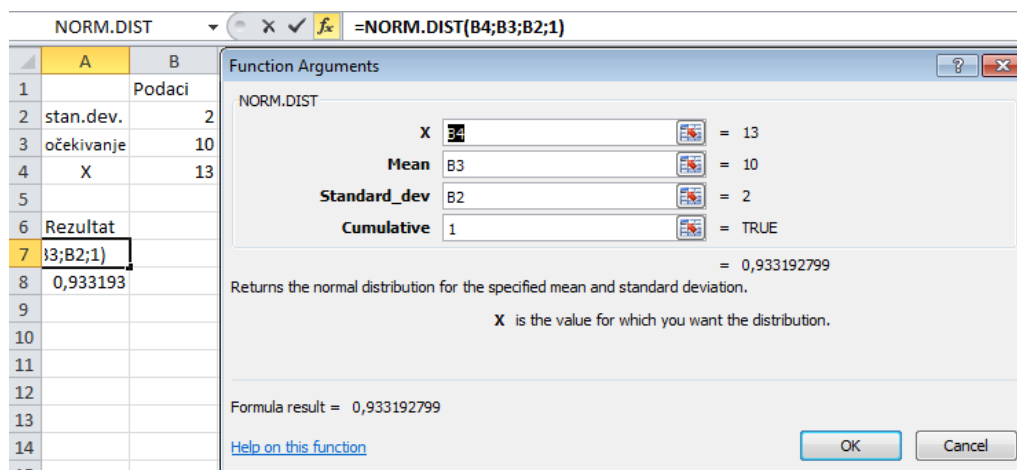 NORM.DIST fx =NORM.DIST(B4;B3;B2;1)
A B
1 Podaci
2 stan.dev. 2
3 očekivanje 10
4 X 13
5
6 Rezultat
7 33;B2;1)
8 0,933193
9
10
11
12
13
14
Function Arguments ?
NORM.DIST
X B4 = 13
Mean B3 = 10
Standard_dev B2 = 2
Cumulative 1 = TRUE
= 0,933192799
Returns the normal distribution for the specified mean and standard deviation.
X is the value for which you want the distribution.
Formula result = 0,933192799
Help on this function OK Cancel